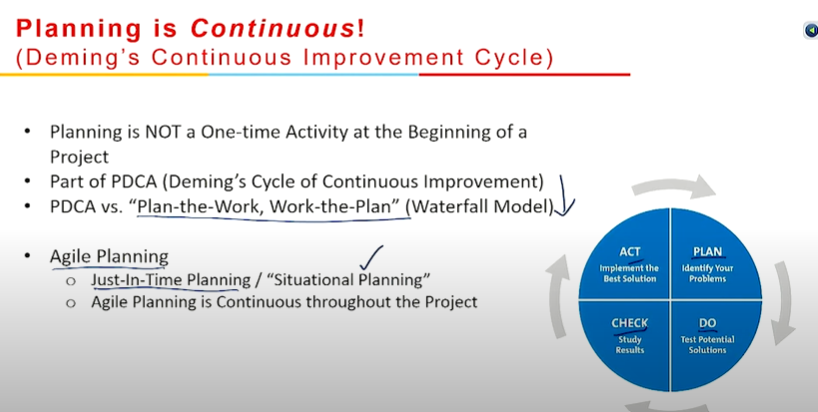 Planning is Continuous!
(Deming's Continuous Improvement Cycle)
• Planning is NOT a One-time Activity at the Beginning of a
Project
• Part of PDCA (Deming's Cycle of Continuous Improvement)
• PDCA vs. "Plan-the-Work, Work-the-Plan" (Waterfall Model)
• Agile Planning
o Just-In-Time Planning / "Situational Planning"
o Agile Planning is Continuous throughout the Project
ACT
Implement the
Best Solution
PLAN
Identify Your
Problems
CHECK
Study
Results
DO
Test Potential
Solutions